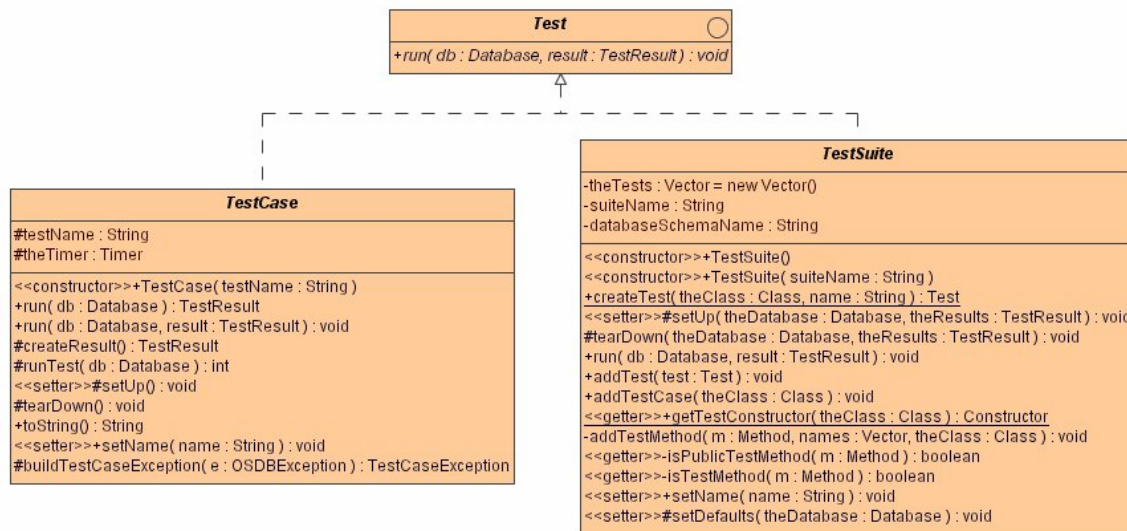 Test
+run( db : Database, result : TestResult ) : void
TestCase
#testName : String
#theTimer : Timer
<<constructor>>+TestCase( testName : String )
+run( db : Database ) : TestResult
+run( db : Database, result : TestResult ) : void
#createResult() : TestResult
#runTest( db : Database ) : int
<<setter>>#setUp() : void
#tearDown() : void
+toString() : String
<<setter>>+setName( name : String ) : void
#buildTestCaseException( e : OSDBException ) : TestCaseException
TestSuite
-theTests : Vector = new Vector()
-suiteName : String
-databaseSchemaName : String
<<constructor>>+TestSuite()
<<constructor>>+TestSuite( suiteName : String )
+createTest( theClass : Class, name : String ) : Test
<<setter>>#setUp( theDatabase : Database, theResults : TestResult ) : void
#tearDown( theDatabase : Database, theResults : TestResult ) : void
+run( db : Database, result : TestResult ) : void
+addTest( test : Test ) : void
+addTestCase( theClass : Class ) : void
<<getter>>+getTestConstructor( theClass : Class ) : Constructor
-addTestMethod( m : Method, names : Vector, theClass : Class ) : void
<<getter>>-isPublicTestMethod( m : Method ) : boolean
<<getter>>-isTestMethod( m : Method ) : boolean
<<setter>>+setName( name : String ) : void
<<setter>>#setDefaults( theDatabase : Database ) : void